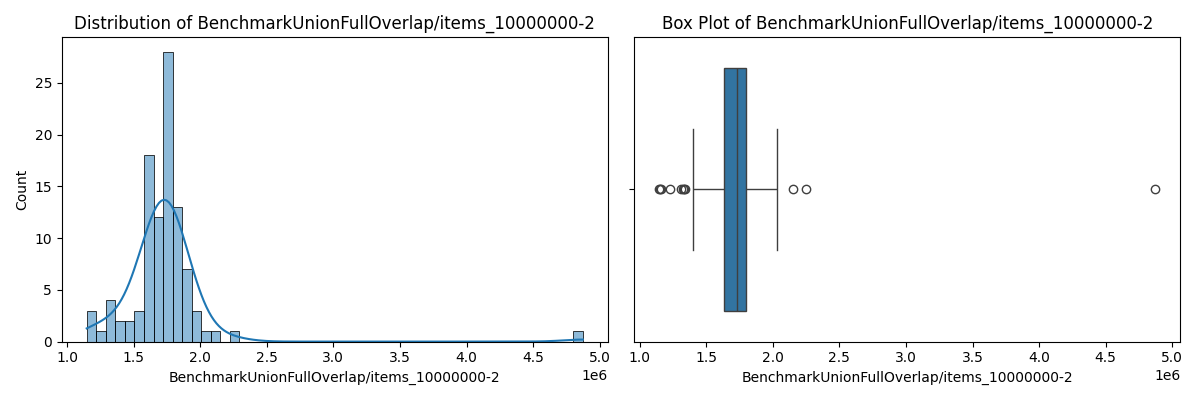 Distribution of BenchmarkUnionFullOverlap/items_10000000-2
Count
25
20
15
10
5
0
1.0 1.5 2.0 2.5 3.0 3.5 4.0 4.5 5.0
1e6
BenchmarkUnionFullOverlap/items_10000000-2
Box Plot of BenchmarkUnionFullOverlap/items_10000000-2
1.0 1.5 2.0 2.5 3.0 3.5 4.0 4.5 5.0
1e6
BenchmarkUnionFullOverlap/items_10000000-2